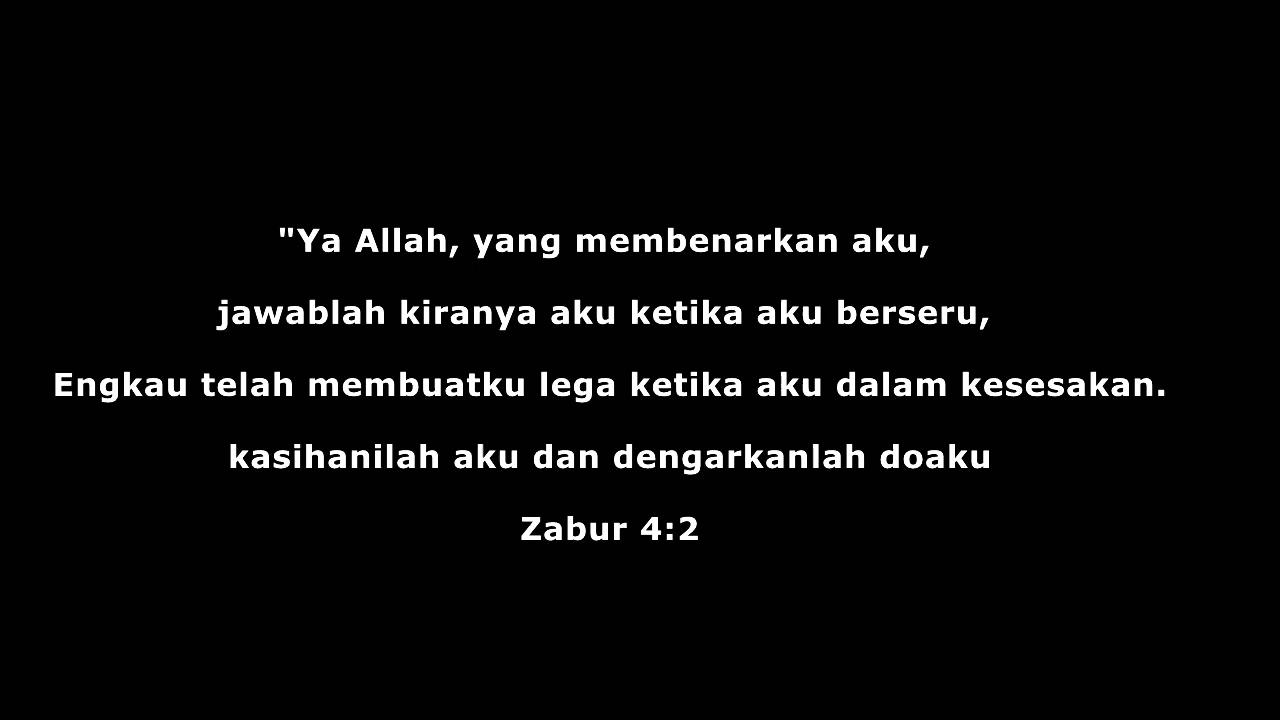 "Ya Allah, yang membenarkan aku,
jawablah kiranya aku ketika aku berseru,
Engkau telah membuatku lega ketika aku dalam kesesakan.
kasihanilah aku dan dengarkanlah doaku
Zabur 4:2